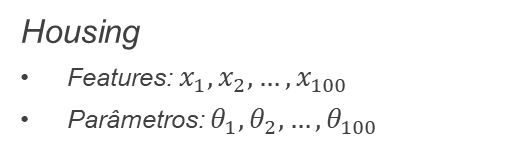 Housing
• Features: x₁, x₂, … , x₁₀₀
• Parâmetros: θ₁, θ₂, … , θ₁₀₀